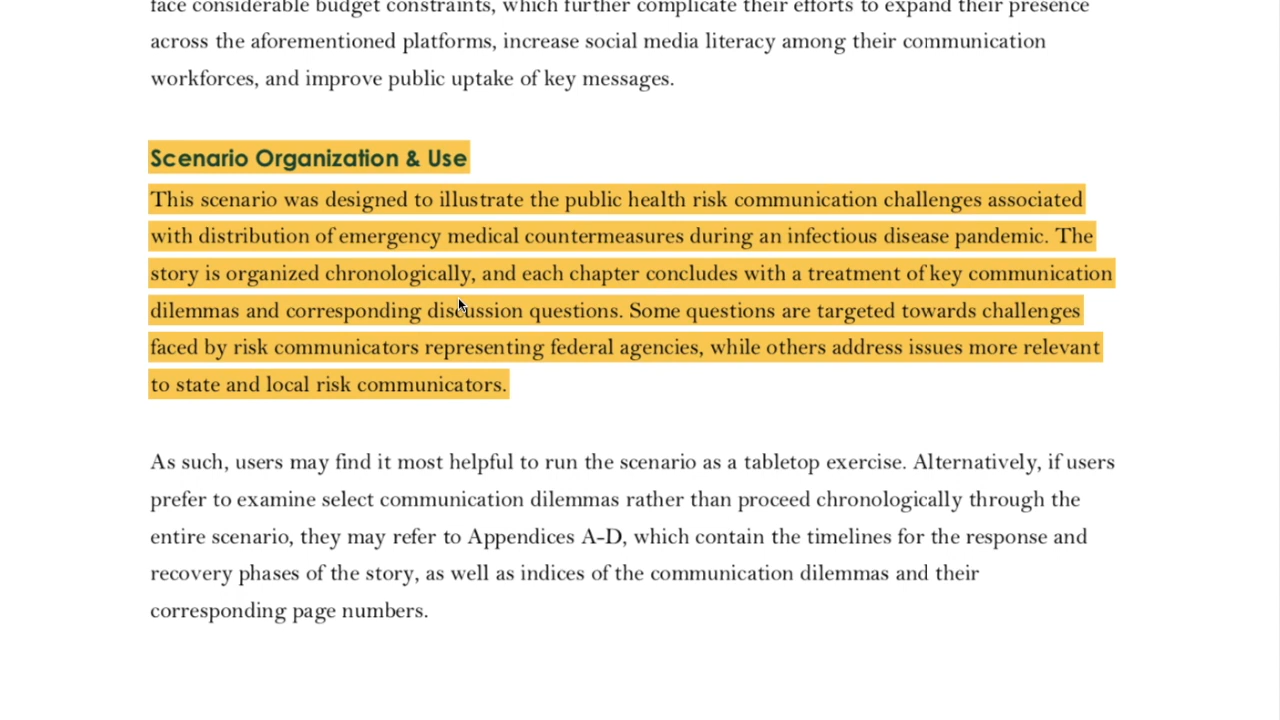 face considerable budget constraints, which further complicate their efforts to expand their presence
across the aforementioned platforms, increase social media literacy among their communication
workforces, and improve public uptake of key messages.
Scenario Organization & Use
This scenario was designed to illustrate the public health risk communication challenges associated
with distribution of emergency medical countermeasures during an infectious disease pandemic. The
story is organized chronologically, and each chapter concludes with a treatment of key communication
dilemmas and corresponding discussion questions. Some questions are targeted towards challenges
faced by risk communicators representing federal agencies, while others address issues more relevant
to state and local risk communicators.
As such, users may find it most helpful to run the scenario as a tabletop exercise. Alternatively, if users
prefer to examine select communication dilemmas rather than proceed chronologically through the
entire scenario, they may refer to Appendices A-D, which contain the timelines for the response and
recovery phases of the story, as well as indices of the communication dilemmas and their
corresponding page numbers.